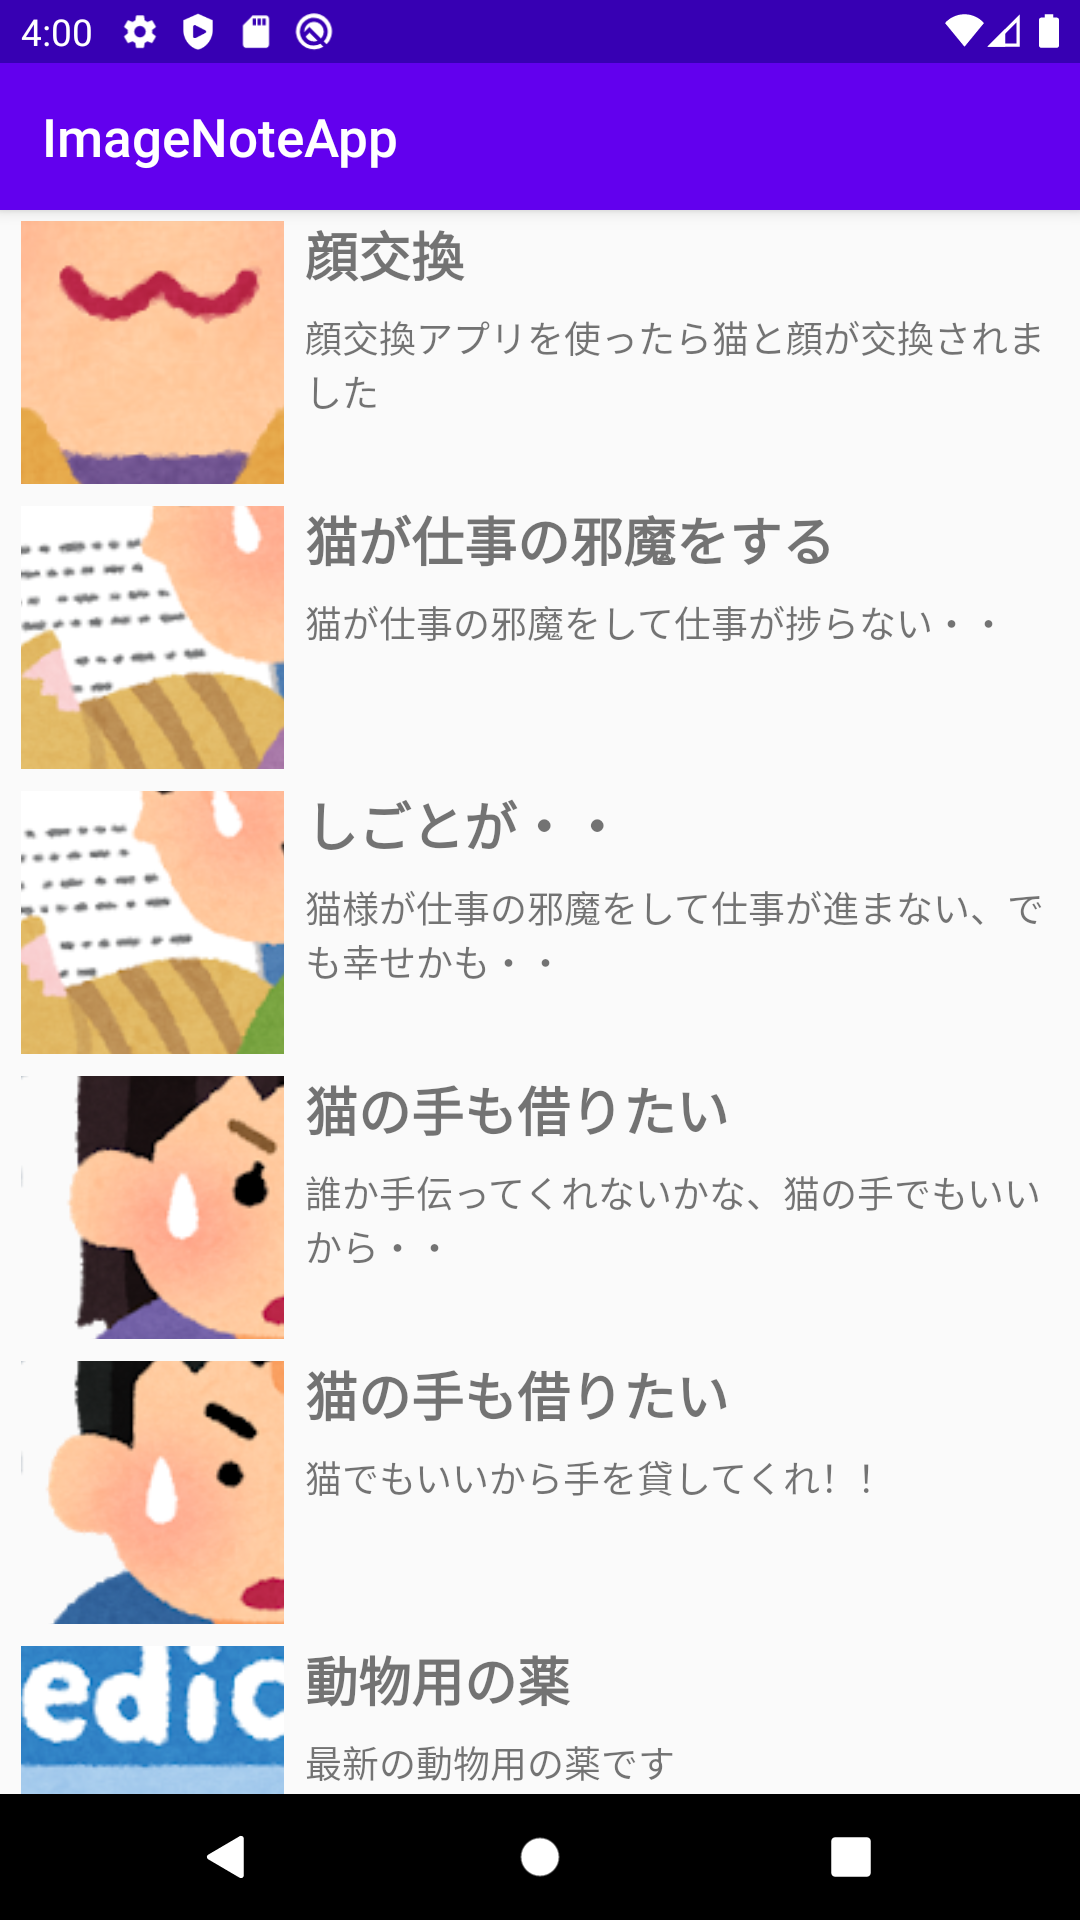 4:00
ImageNoteApp
顔交換
顔交換アプリを使ったら猫と顔が交換されま
した
猫が仕事の邪魔をする
猫が仕事の邪魔をして仕事が捗らない・・
しごとが・・
猫様が仕事の邪魔をして仕事が進まない、で
も幸せかも・・
猫の手も借りたい
誰か手伝ってくれないかな、猫の手でもいい
から・・
猫の手も借りたい
猫でもいいから手を貸してくれ！！
edic
動物用の薬
最新の動物用の薬です